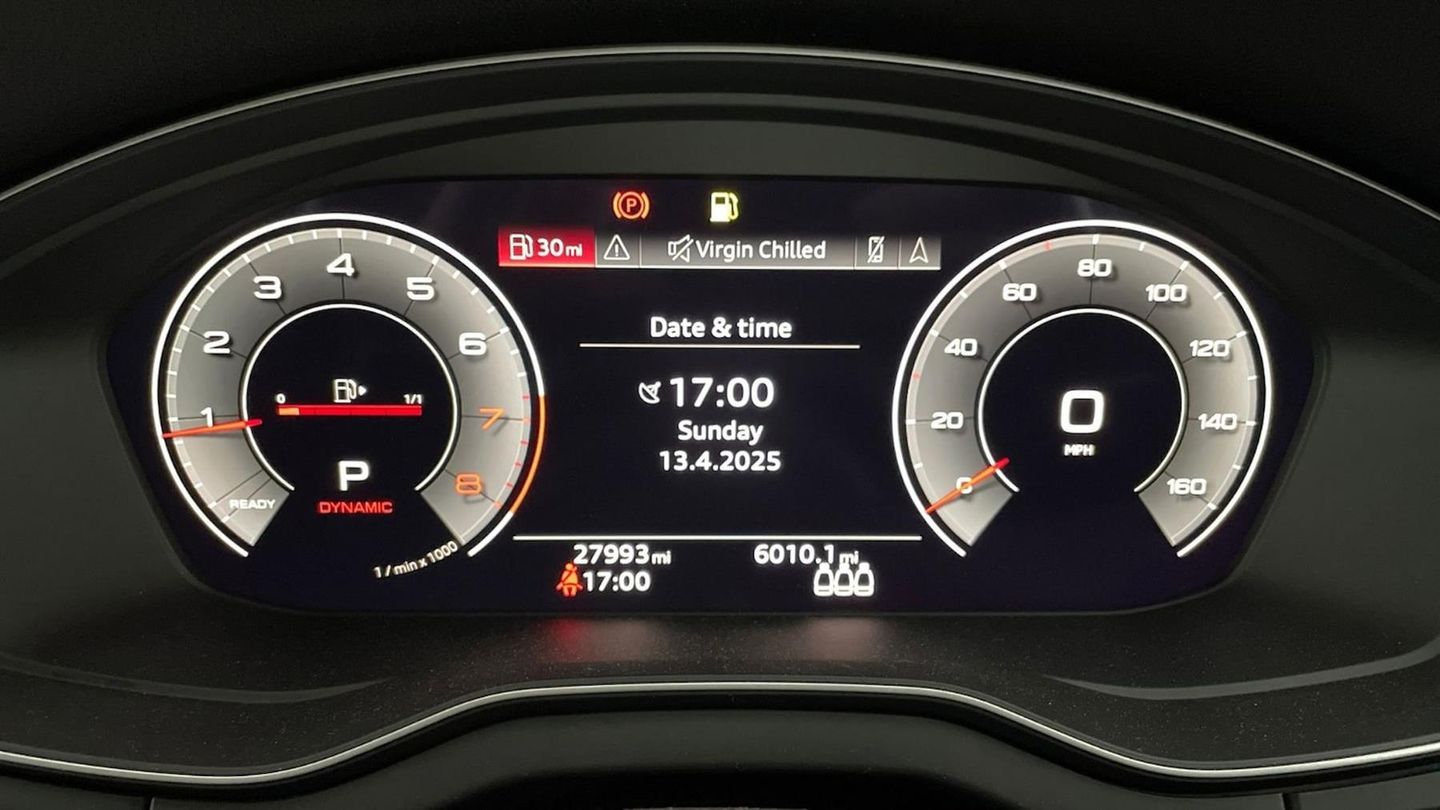 P
30 mi Virgin Chilled
Date & time
17:00
Sunday
13.4.2025
27993 mi 6010.1 mi
17:00
READY 1 2 3 4 5 6 7 8
0 1/1
P
DYNAMIC
1 / min x 1000
0 20 40 60 80 100 120 140 160
0
MPH